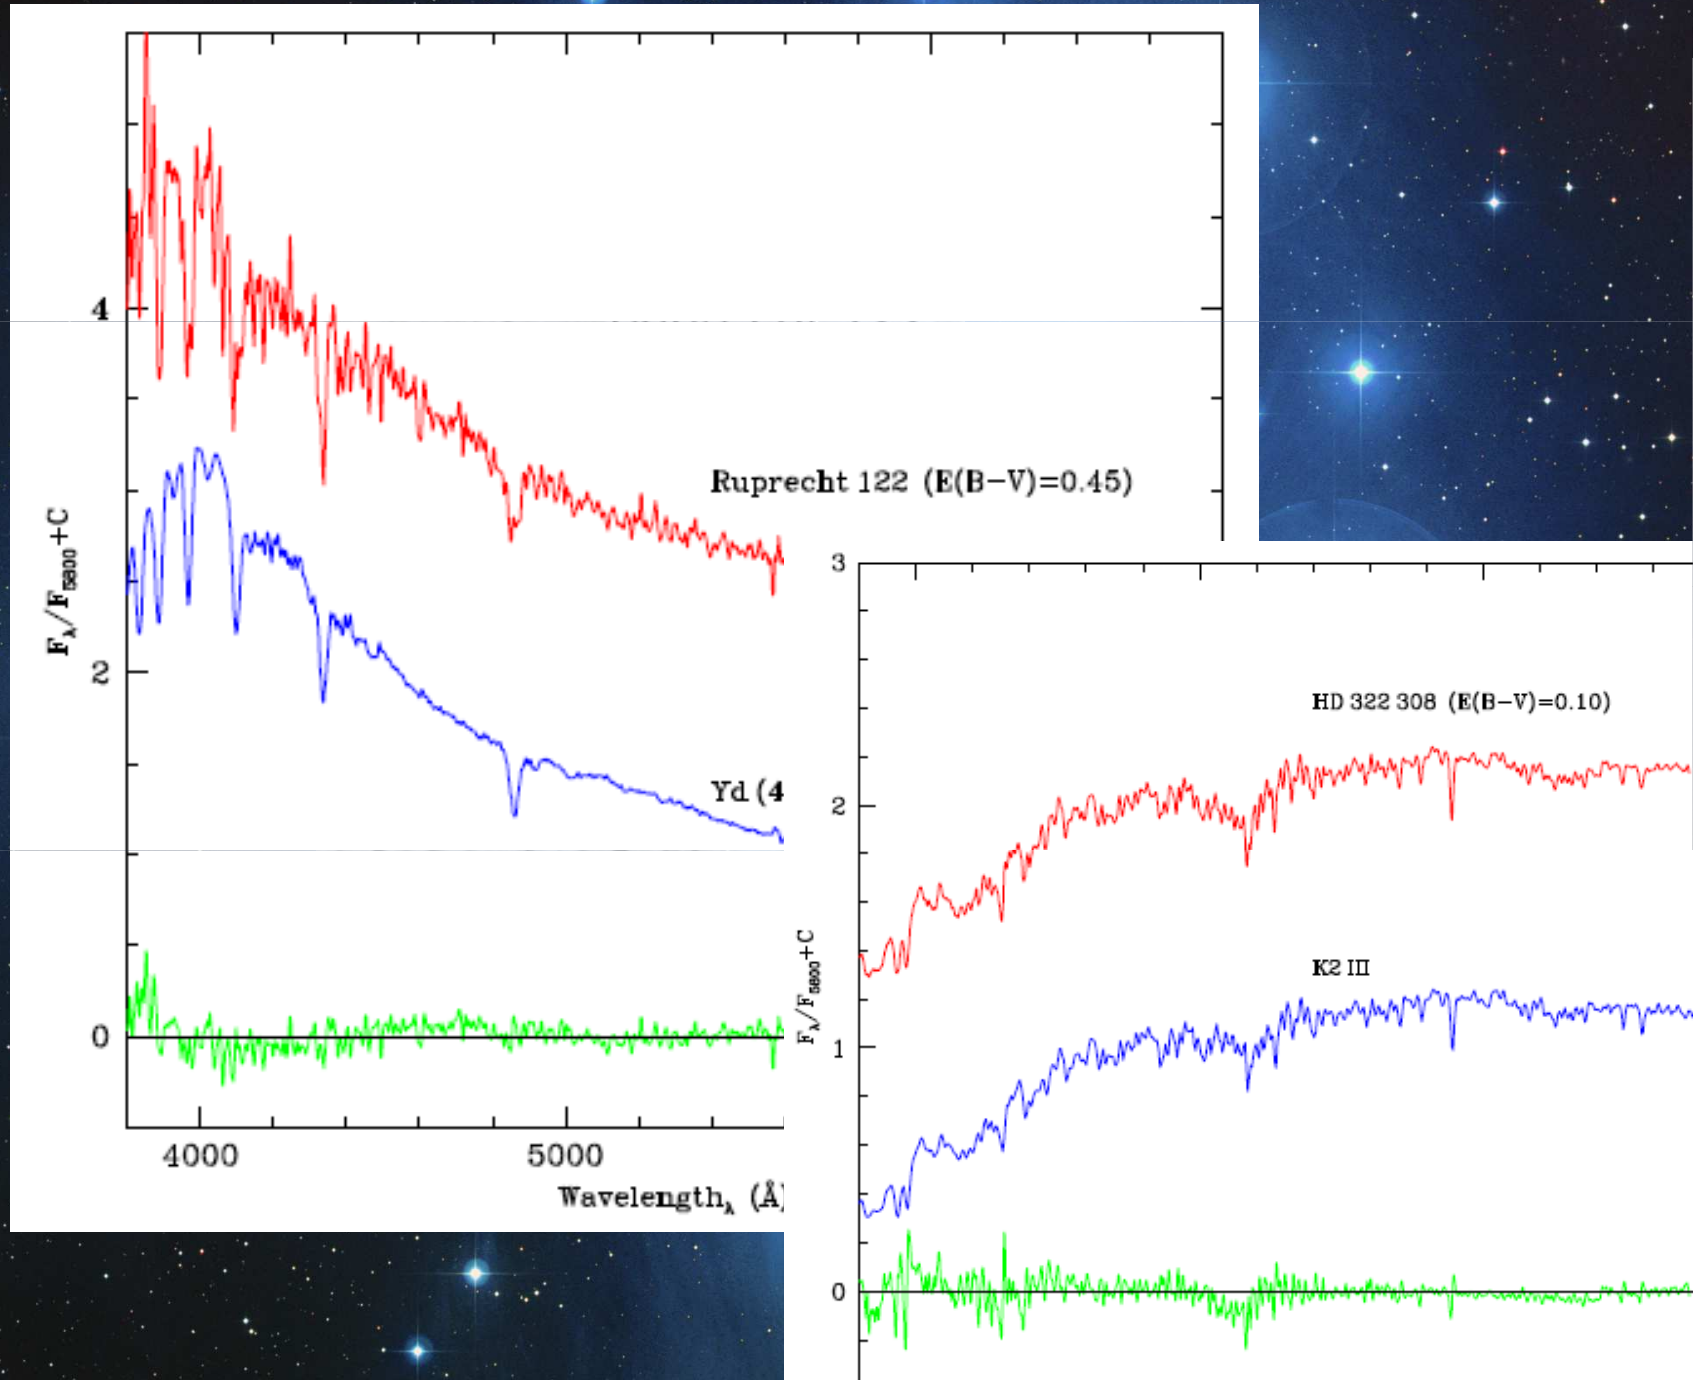 4
2
0
F_λ/F_5800+C
Ruprecht 122 (E(B−V)=0.45)
Yd (4
4000 5000
Wavelength_λ (Å)
3
2
1
0
F_λ/F_5800+C
HD 322 308 (E(B−V)=0.10)
K2 III